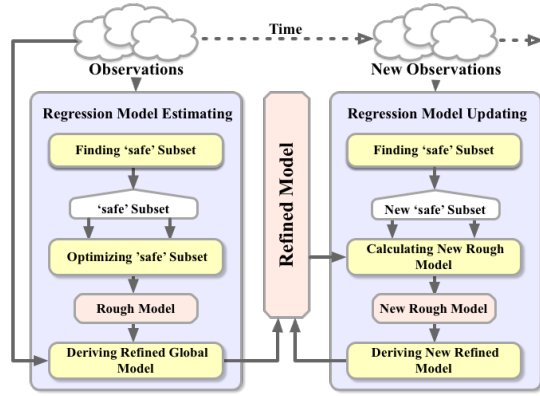 Time
Observations
New Observations
Regression Model Estimating
Finding ‘safe’ Subset
‘safe’ Subset
Optimizing ’safe’ Subset
Rough Model
Deriving Refined Global
Model
Refined Model
Regression Model Updating
Finding ‘safe’ Subset
New ‘safe’ Subset
Calculating New Rough
Model
New Rough Model
Deriving New Refined
Model